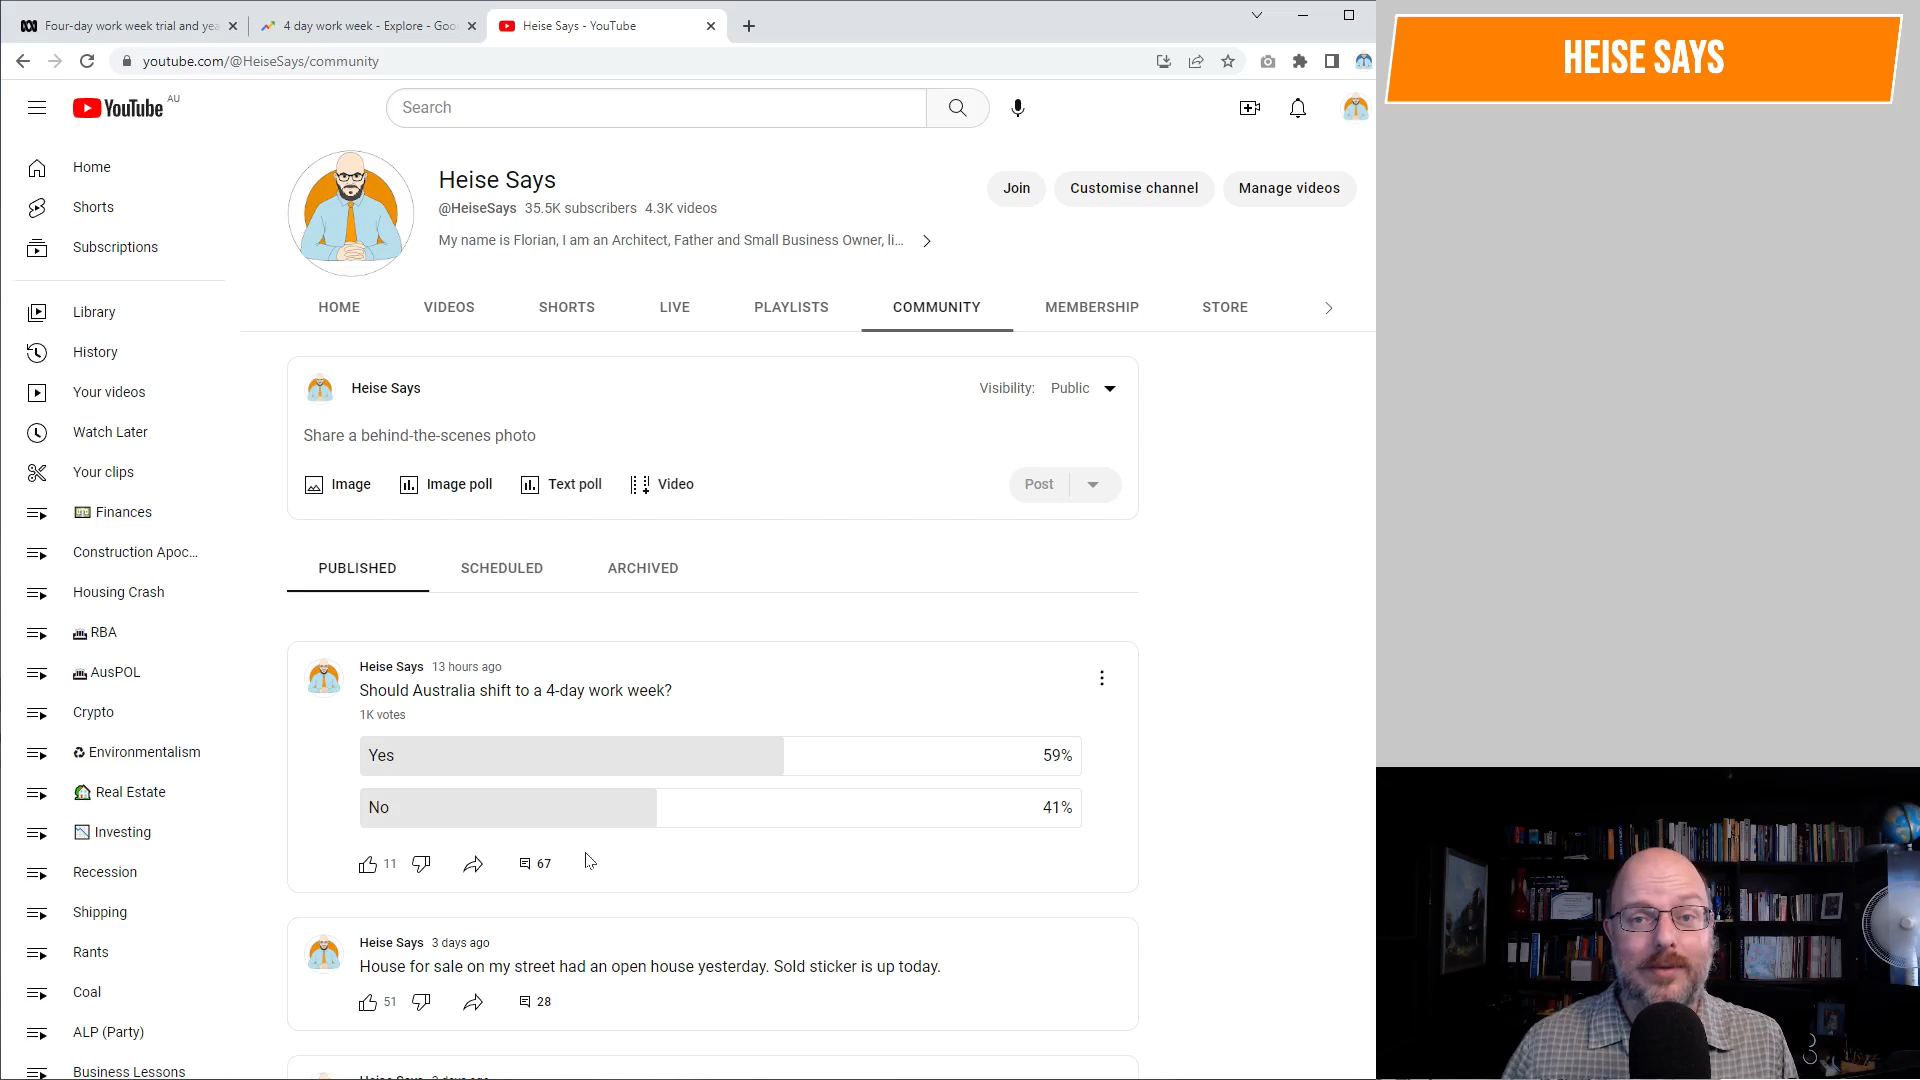 Four-day work week trial and yea
4 day work week - Explore - Goo
Heise Says - YouTube
youtube.com/@HeiseSays/community
HEISE SAYS
YouTube AU
Search
Home
Shorts
Subscriptions
Library
History
Your videos
Watch Later
Your clips
Finances
Construction Apoc...
Housing Crash
RBA
AusPOL
Crypto
Environmentalism
Real Estate
Investing
Recession
Shipping
Rants
Coal
ALP (Party)
Business Lessons
Heise Says
@HeiseSays 35.5K subscribers 4.3K videos
My name is Florian, I am an Architect, Father and Small Business Owner, li...
Join
Customise channel
Manage videos
HOME
VIDEOS
SHORTS
LIVE
PLAYLISTS
COMMUNITY
MEMBERSHIP
STORE
Heise Says
Visibility: Public
Share a behind-the-scenes photo
Image
Image poll
Text poll
Video
Post
PUBLISHED
SCHEDULED
ARCHIVED
Heise Says 13 hours ago
Should Australia shift to a 4-day work week?
1K votes
Yes 59%
No 41%
11
67
Heise Says 3 days ago
House for sale on my street had an open house yesterday. Sold sticker is up today.
51
28
Heise Says 3 days ago